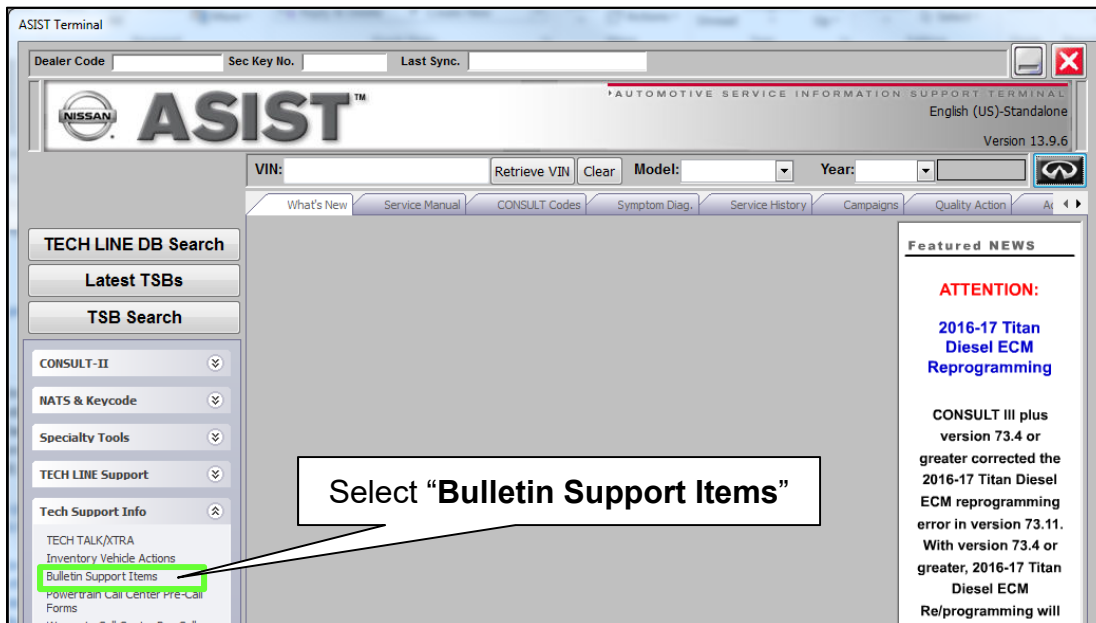 ASIST Terminal
Dealer Code Sec Key No. Last Sync.
NISSAN ASIST™
AUTOMOTIVE SERVICE INFORMATION SUPPORT TERMINAL
English (US)-Standalone
Version 13.9.6
VIN: Retrieve VIN Clear Model: Year:
What's New Service Manual CONSULT Codes Symptom Diag. Service History Campaigns Quality Action
TECH LINE DB Search
Latest TSBs
TSB Search
CONSULT-II
NATS & Keycode
Specialty Tools
TECH LINE Support
Tech Support Info
TECH TALK/XTRA
Inventory Vehicle Actions
Bulletin Support Items
Powertrain Call Center Pre-Call
Forms
Select “Bulletin Support Items”
Featured NEWS
ATTENTION:
2016-17 Titan
Diesel ECM
Reprogramming
CONSULT III plus
version 73.4 or
greater corrected the
2016-17 Titan Diesel
ECM reprogramming
error in version 73.11.
With version 73.4 or
greater, 2016-17 Titan
Diesel ECM
Re/programming will